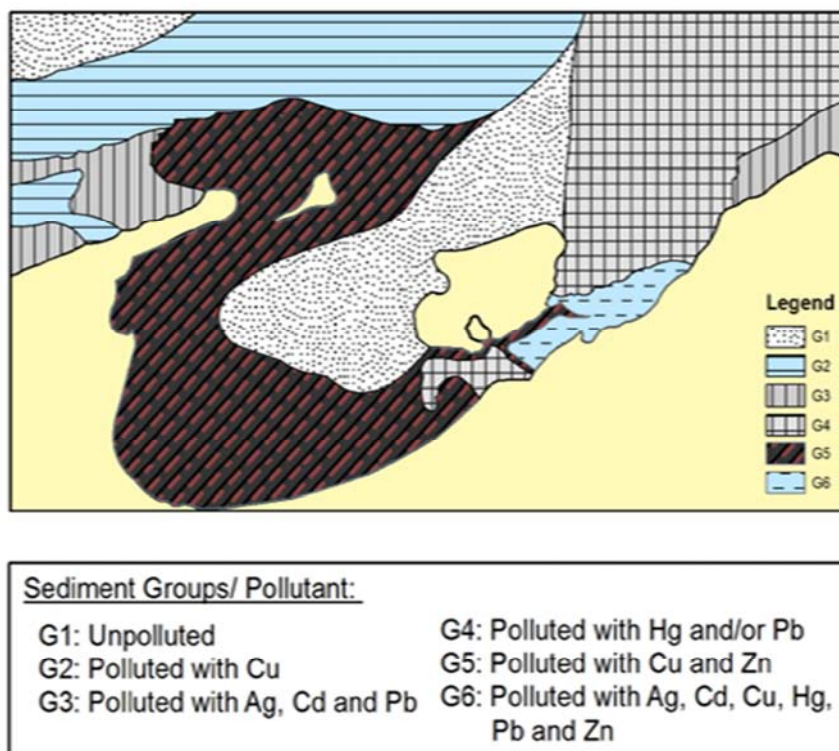 Legend
G1
G2
G3
G4
G5
G6
Sediment Groups/ Pollutant:
G1: Unpolluted
G2: Polluted with Cu
G3: Polluted with Ag, Cd and Pb
G4: Polluted with Hg and/or Pb
G5: Polluted with Cu and Zn
G6: Polluted with Ag, Cd, Cu, Hg,
Pb and Zn